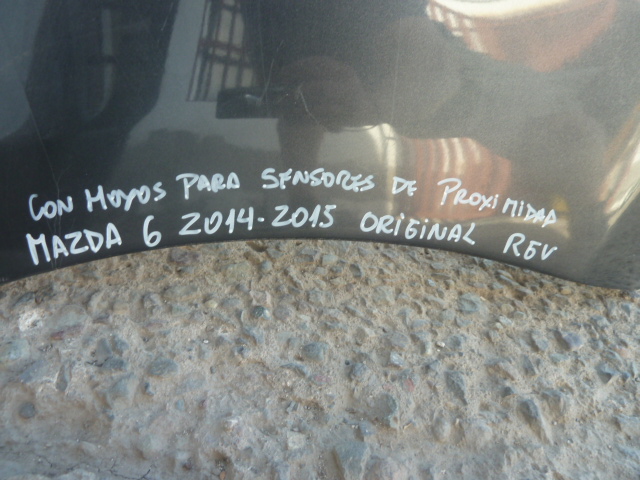 CON HOYOS PARA SENSORES DE PROXIMIDAD
MAZDA 6 2014-2015 ORIGINAL REV